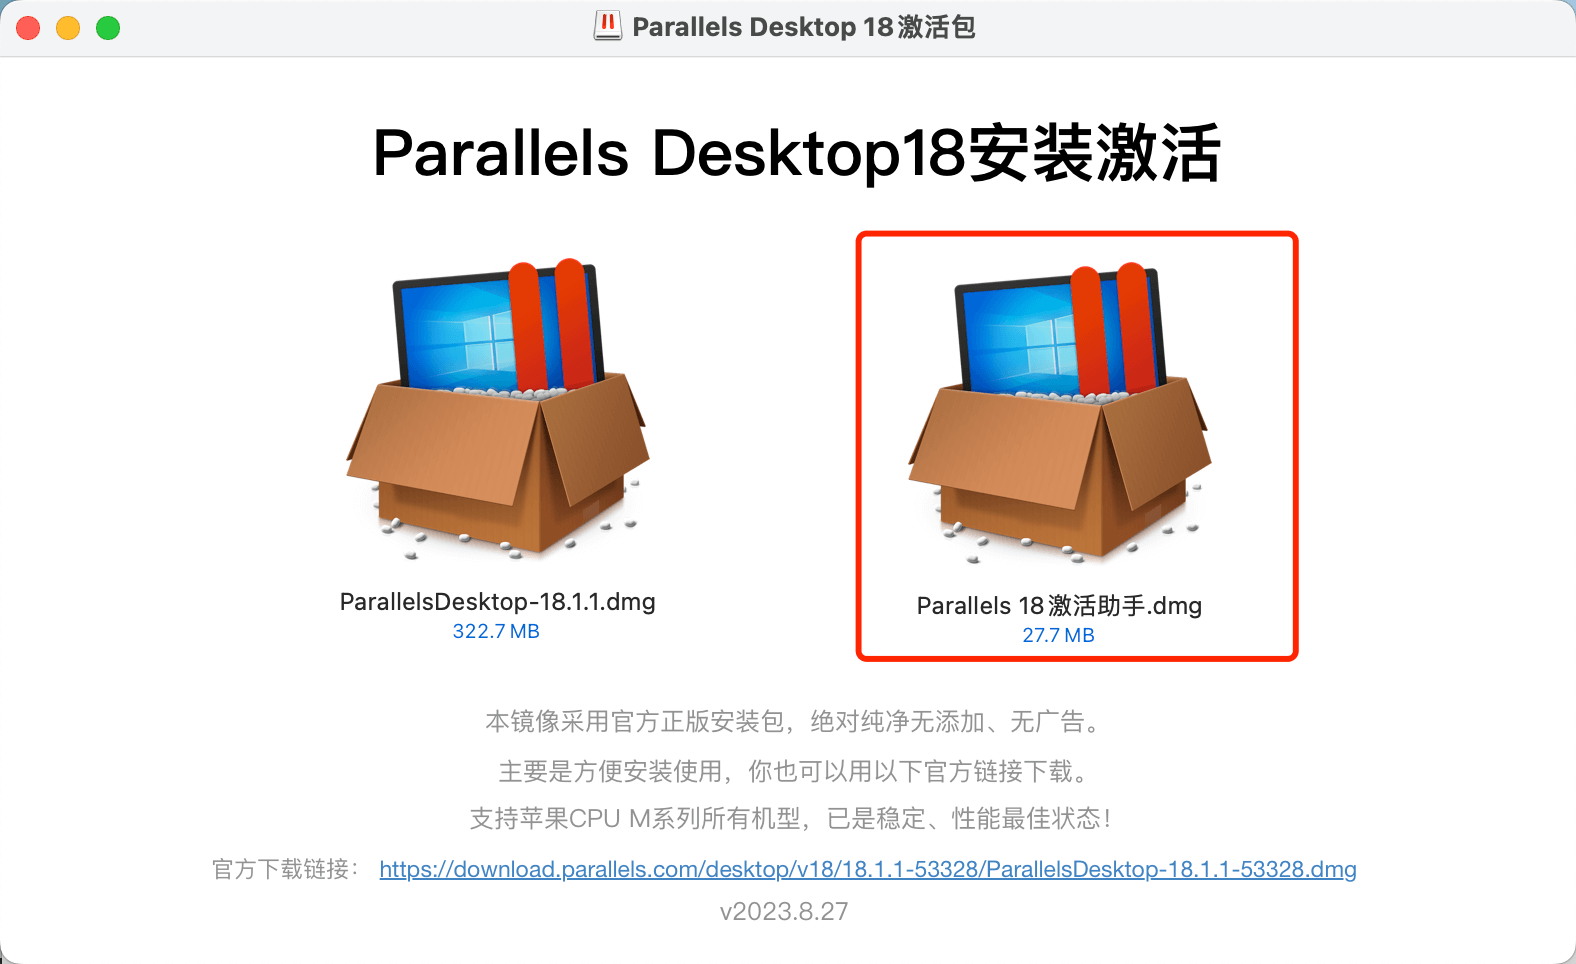 Parallels Desktop 18激活包
Parallels Desktop18安装激活
ParallelsDesktop-18.1.1.dmg
322.7 MB
Parallels 18激活助手.dmg
27.7 MB
本镜像采用官方正版安装包，绝对纯净无添加、无广告。
主要是方便安装使用，你也可以用以下官方链接下载。
支持苹果CPU M系列所有机型，已是稳定、性能最佳状态！
官方下载链接： https://download.parallels.com/desktop/v18/18.1.1-53328/ParallelsDesktop-18.1.1-53328.dmg
v2023.8.27